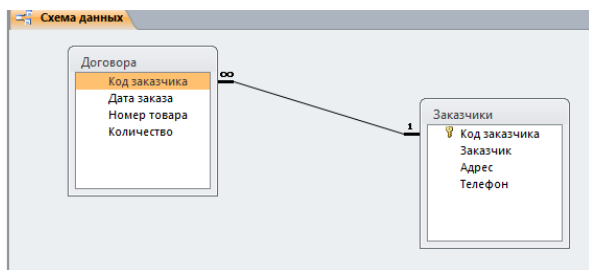 Схема данных
Договора
Код заказчика
Дата заказа
Номер товара
Количество
∞
1
Заказчики
Код заказчика
Заказчик
Адрес
Телефон